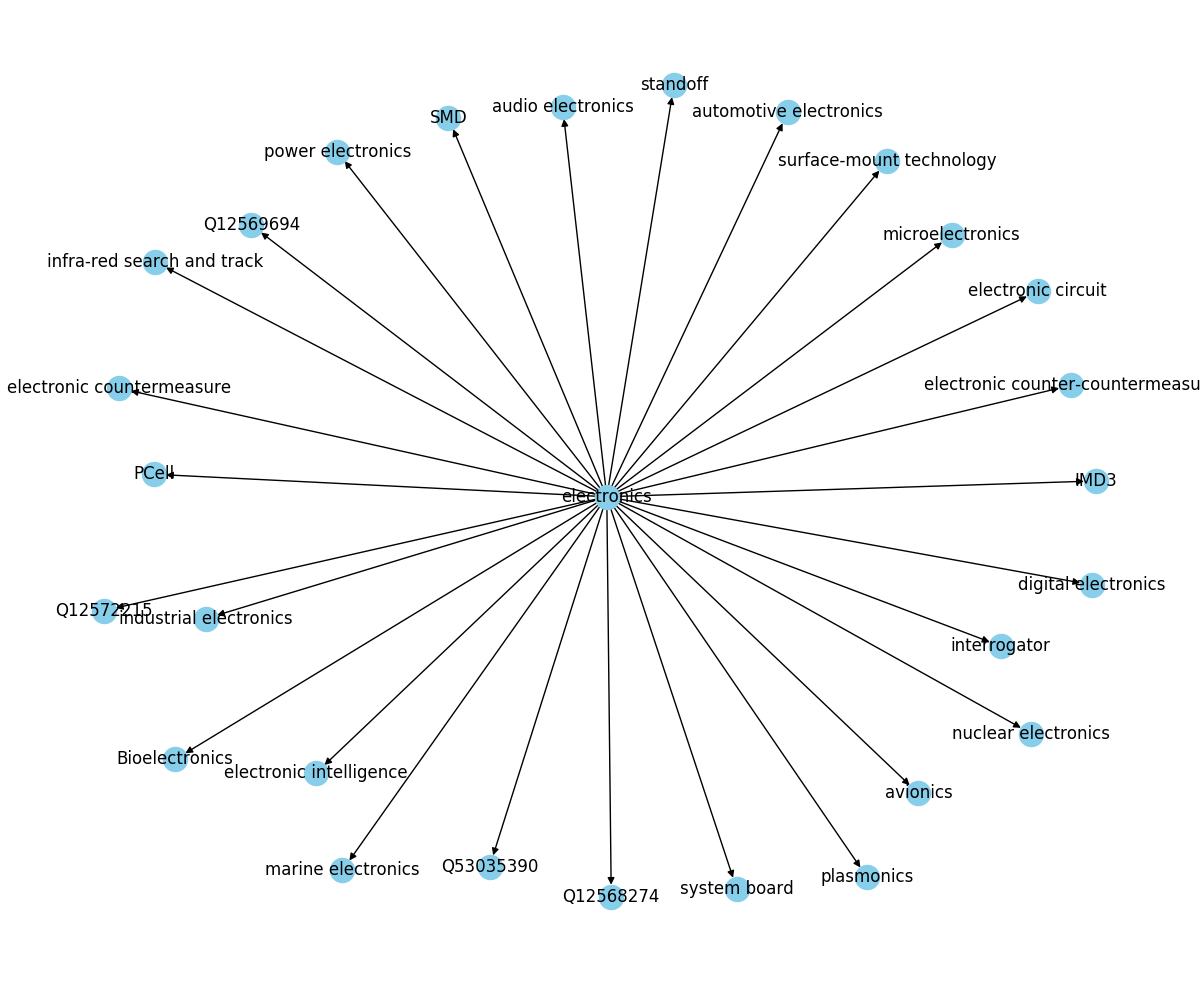 standoff
audio electronics
automotive electronics
SMD
power electronics
surface-mount technology
Q12569694
microelectronics
infra-red search and track
electronic circuit
electronic countermeasure
electronic counter-countermeasu
PCell
IMD3
electronics
digital electronics
Q12572215
industrial electronics
interrogator
nuclear electronics
Bioelectronics
electronic intelligence
avionics
marine electronics
Q53035390
plasmonics
system board
Q12568274